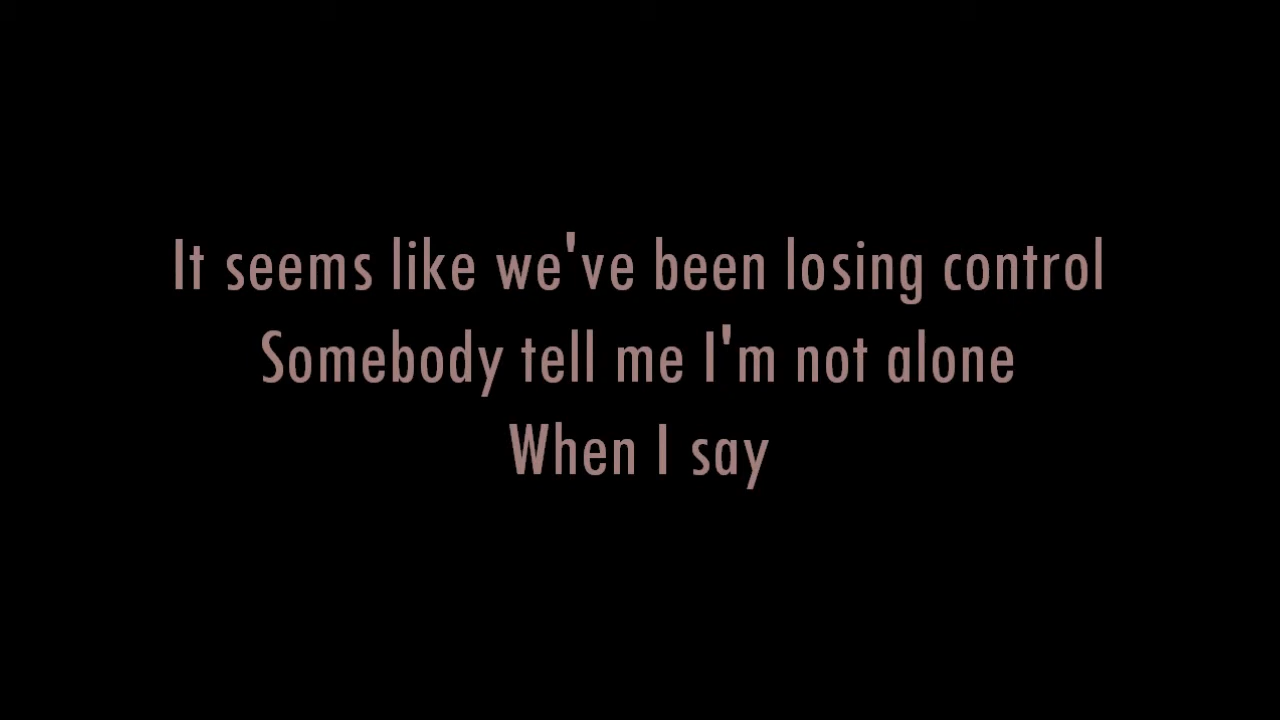 It seems like we've been losing control
Somebody tell me I'm not alone
When I say